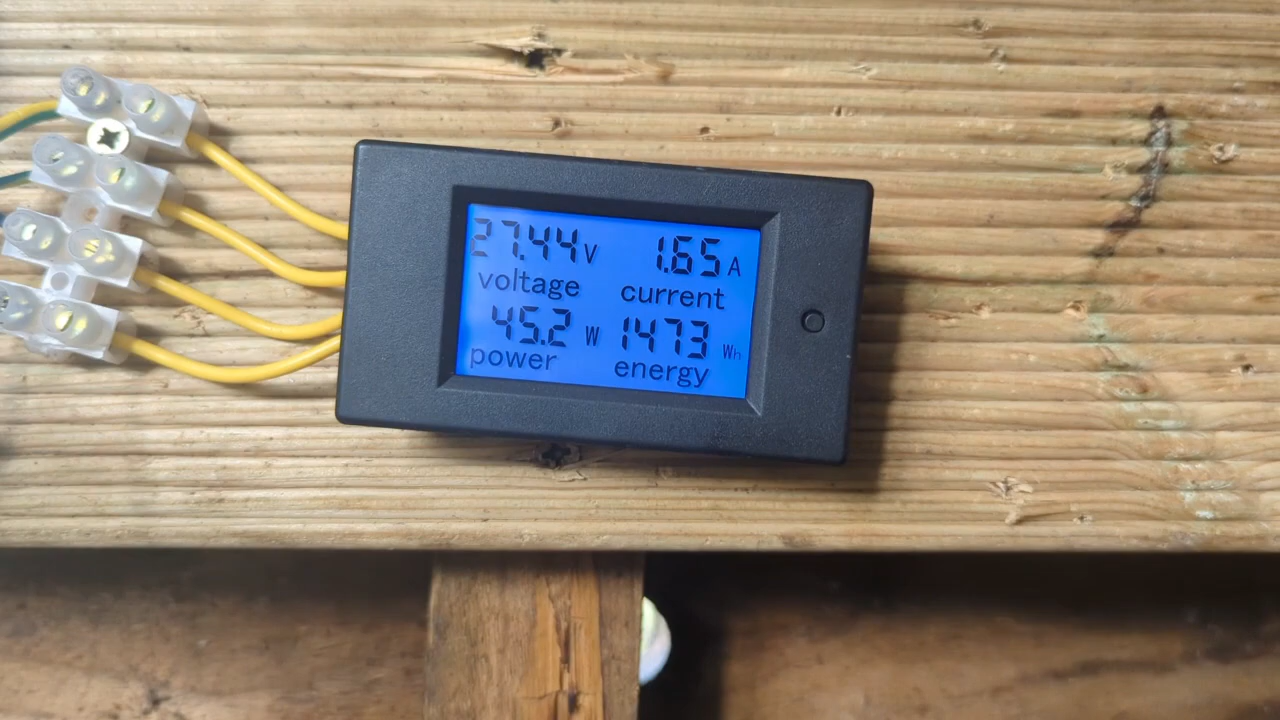 27.44 V 1.65 A
voltage current
45.2 W 1473 Wh
power energy